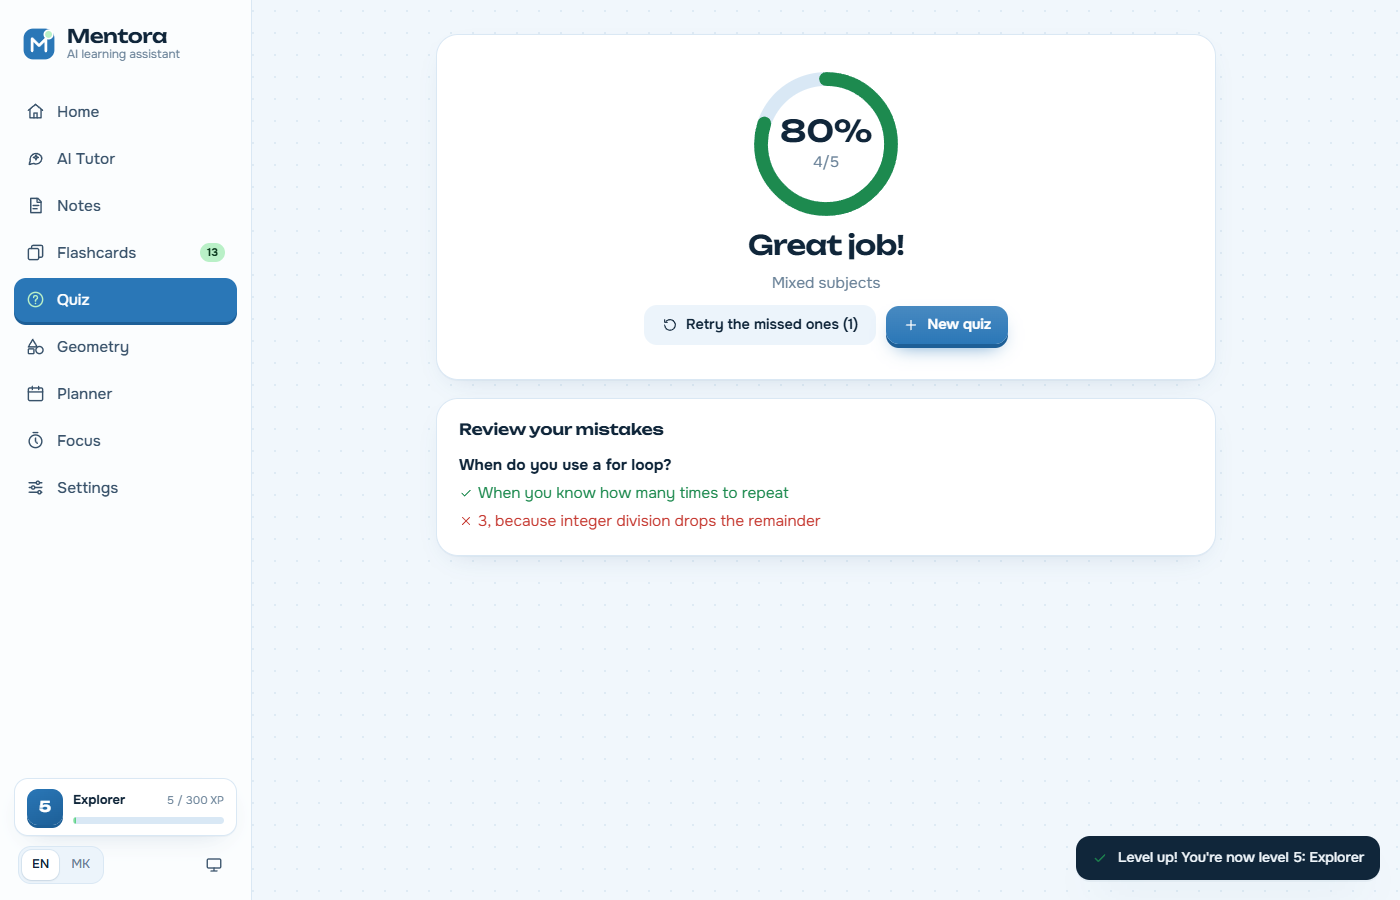 Mentora
AI learning assistant
Home
AI Tutor
Notes
Flashcards 13
Quiz
Geometry
Planner
Focus
Settings
5 Explorer 5 / 300 XP
EN MK
80%
4/5
Great job!
Mixed subjects
Retry the missed ones (1) New quiz
Review your mistakes
When do you use a for loop?
When you know how many times to repeat
3, because integer division drops the remainder
Level up! You're now level 5: Explorer